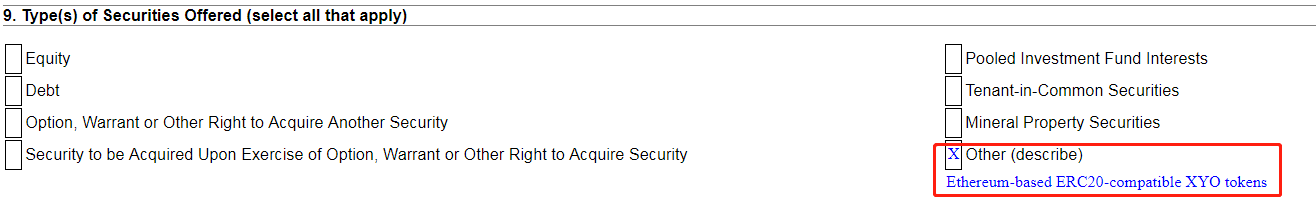 9. Type(s) of Securities Offered (select all that apply)
Equity
Debt
Option, Warrant or Other Right to Acquire Another Security
Security to be Acquired Upon Exercise of Option, Warrant or Other Right to Acquire Security
Pooled Investment Fund Interests
Tenant-in-Common Securities
Mineral Property Securities
X Other (describe)
Ethereum-based ERC20-compatible XYO tokens